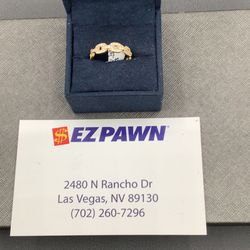 EZPAWN
2480 N Rancho Dr
Las Vegas, NV 89130
(702) 260-7296